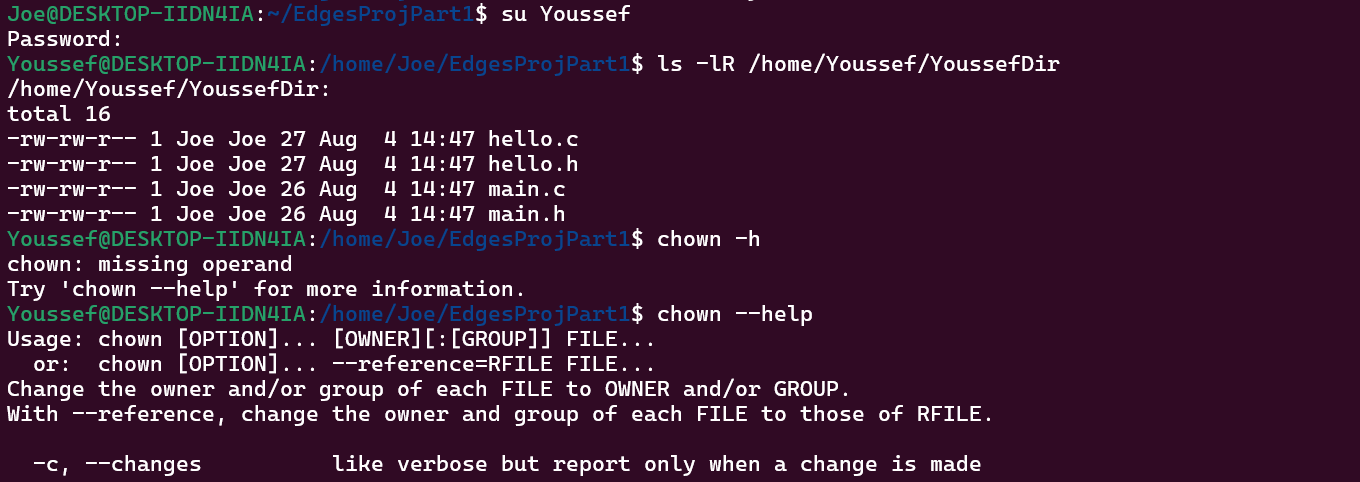 Joe@DESKTOP-IIDN4IA:~/EdgesProjPart1$ su Youssef
Password:
Youssef@DESKTOP-IIDN4IA:/home/Joe/EdgesProjPart1$ ls -lR /home/Youssef/YoussefDir
/home/Youssef/YoussefDir:
total 16
-rw-rw-r-- 1 Joe Joe 27 Aug  4 14:47 hello.c
-rw-rw-r-- 1 Joe Joe 27 Aug  4 14:47 hello.h
-rw-rw-r-- 1 Joe Joe 26 Aug  4 14:47 main.c
-rw-rw-r-- 1 Joe Joe 26 Aug  4 14:47 main.h
Youssef@DESKTOP-IIDN4IA:/home/Joe/EdgesProjPart1$ chown -h
chown: missing operand
Try 'chown --help' for more information.
Youssef@DESKTOP-IIDN4IA:/home/Joe/EdgesProjPart1$ chown --help
Usage: chown [OPTION]... [OWNER][:[GROUP]] FILE...
  or:  chown [OPTION]... --reference=RFILE FILE...
Change the owner and/or group of each FILE to OWNER and/or GROUP.
With --reference, change the owner and group of each FILE to those of RFILE.

  -c, --changes          like verbose but report only when a change is made